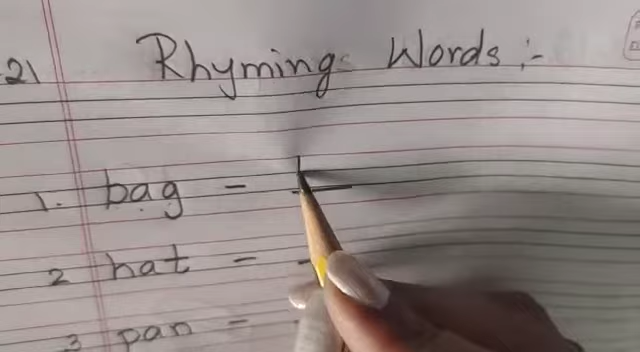 21
Rhyming Words :-
1. bag -
2 hat -
3 pan -